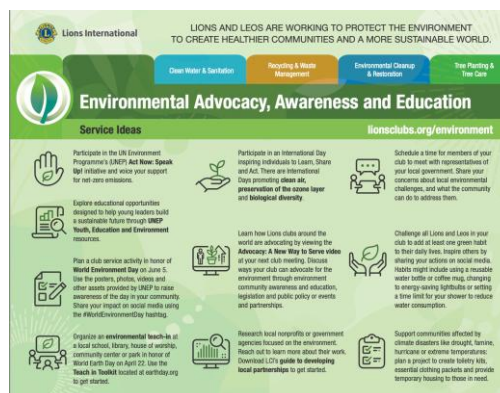 Lions International
LIONS AND LEOS ARE WORKING TO PROTECT THE ENVIRONMENT
TO CREATE HEALTHIER COMMUNITIES AND A MORE SUSTAINABLE WORLD.
Clean Water & Sanitation
Recycling & Waste
Management
Environmental Cleanup
& Restoration
Tree Planting &
Tree Care
Environmental Advocacy, Awareness and Education
Service Ideas
lionsclubs.org/environment
Participate in the UN Environment
Programme's (UNEP) Act Now: Speak
Up! initiative and voice your support
for net-zero emissions.
Explore educational opportunities
designed to help young leaders build
a sustainable future through UNEP
Youth, Education and Environment
resources.
Plan a club service activity in honor of
World Environment Day on June 5.
Use the posters, photos, videos and
other assets provided by UNEP to raise
awareness of the day in your community.
Share your impact on social media using
the #WorldEnvironmentDay hashtag.
Organize an environmental teach-in at
a local school, library, house of worship,
community center or park in honor of
World Earth Day on April 22. Use the
Teach in Toolkit located at earthday.org
to get started.
Participate in an International Day
inspiring individuals to Learn, Share
and Act. There are International
Days promoting clean air,
preservation of the ozone layer
and biological diversity.
Learn how Lions clubs around
the world are advocating by viewing the
Advocacy: A New Way to Serve video
at your next club meeting. Discuss
ways your club can advocate for the
environment through environment
community awareness and education,
legislation and public policy or events
and partnerships.
Research local nonprofits or government
agencies focused on the environment.
Reach out to learn more about their work.
Download LCI's guide to developing
local partnerships to get started.
Schedule a time for members of your
club to meet with representatives of
your local government. Share your
concerns about local environmental
challenges, and what the community
can do to address them.
Challenge all Lions and Leos in your
club to add at least one green habit
to their daily lives. Inspire others by
sharing your actions on social media.
Habits might include using a reusable
water bottle or coffee mug, changing
to energy-saving lightbulbs or setting
a time limit for your shower to reduce
water consumption.
Support communities affected by
climate disasters like drought, famine,
hurricane or extreme temperatures:
plan a project to create toiletry kits,
essential clothing packets and provide
temporary housing to those in need.